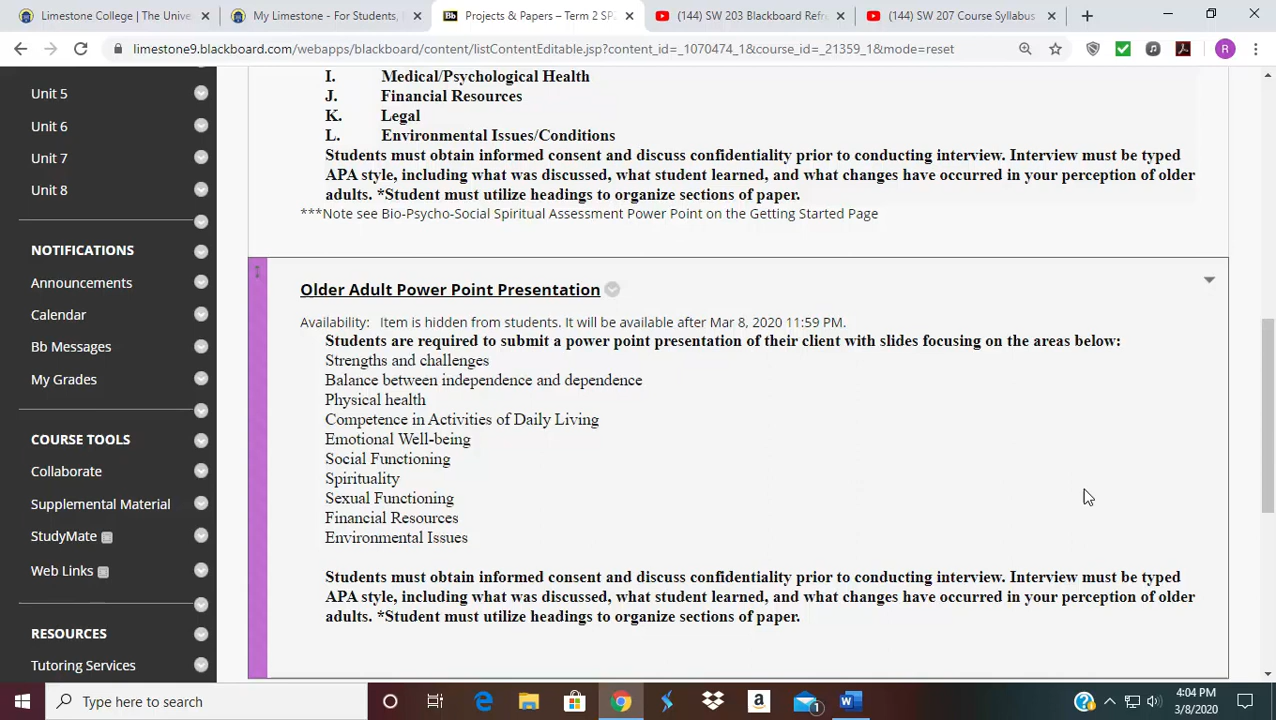 Limestone College | The Unive
My Limestone - For Students,
Bb Projects & Papers – Term 2 SP2
(144) SW 203 Blackboard Refre
(144) SW 207 Course Syllabus
limestone9.blackboard.com/webapps/blackboard/content/listContentEditable.jsp?content_id=_1070474_1&course_id=_21359_1&mode=reset
R
Unit 5
Unit 6
Unit 7
Unit 8
NOTIFICATIONS
Announcements
Calendar
Bb Messages
My Grades
COURSE TOOLS
Collaborate
Supplemental Material
StudyMate
Web Links
RESOURCES
Tutoring Services
I. Medical/Psychological Health
J. Financial Resources
K. Legal
L. Environmental Issues/Conditions
Students must obtain informed consent and discuss confidentiality prior to conducting interview. Interview must be typed
APA style, including what was discussed, what student learned, and what changes have occurred in your perception of older
adults. *Student must utilize headings to organize sections of paper.
***Note see Bio-Psycho-Social Spiritual Assessment Power Point on the Getting Started Page
Older Adult Power Point Presentation
Availability: Item is hidden from students. It will be available after Mar 8, 2020 11:59 PM.
Students are required to submit a power point presentation of their client with slides focusing on the areas below:
Strengths and challenges
Balance between independence and dependence
Physical health
Competence in Activities of Daily Living
Emotional Well-being
Social Functioning
Spirituality
Sexual Functioning
Financial Resources
Environmental Issues
Students must obtain informed consent and discuss confidentiality prior to conducting interview. Interview must be typed
APA style, including what was discussed, what student learned, and what changes have occurred in your perception of older
adults. *Student must utilize headings to organize sections of paper.
Type here to search
4:04 PM
3/8/2020